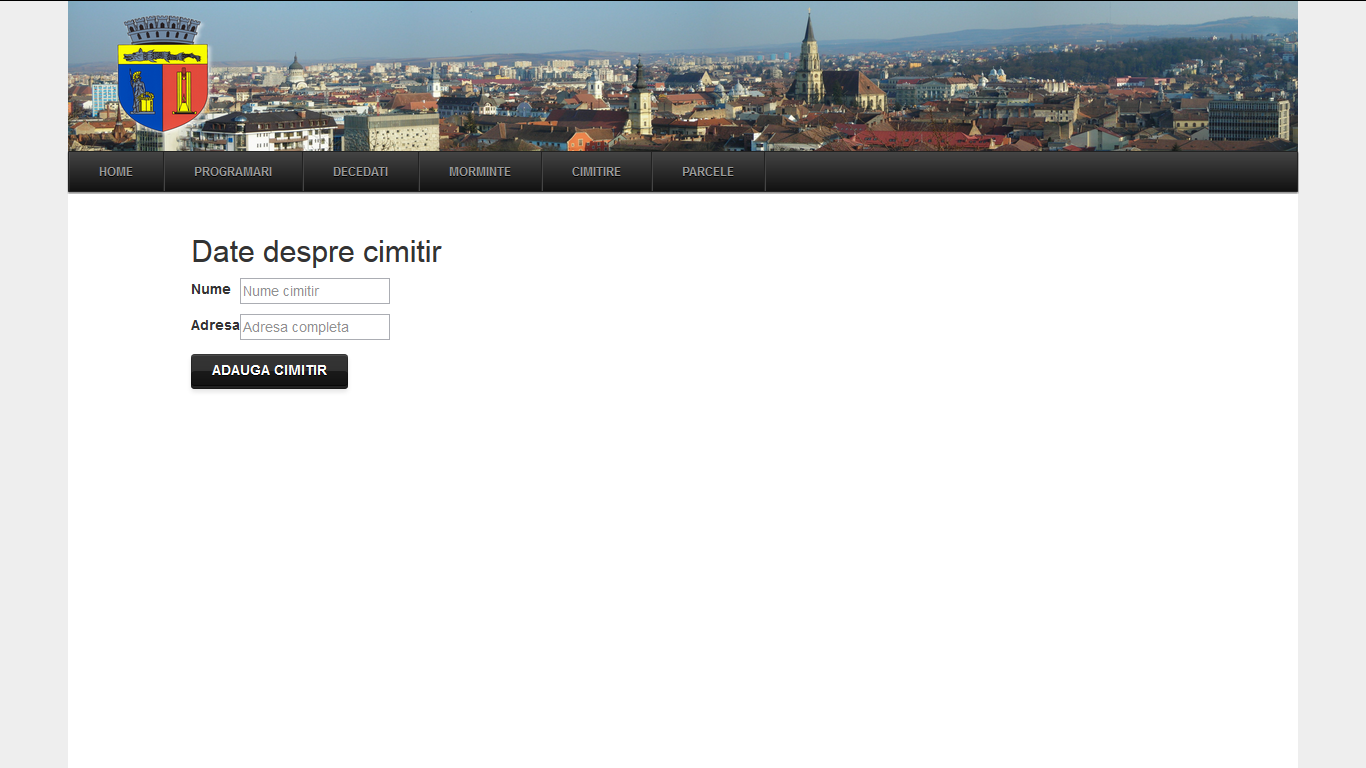 HOME PROGRAMARI DECEDATI MORMINTE CIMITIRE PARCELE
Date despre cimitir
Nume Nume cimitir
Adresa Adresa completa
ADAUGA CIMITIR